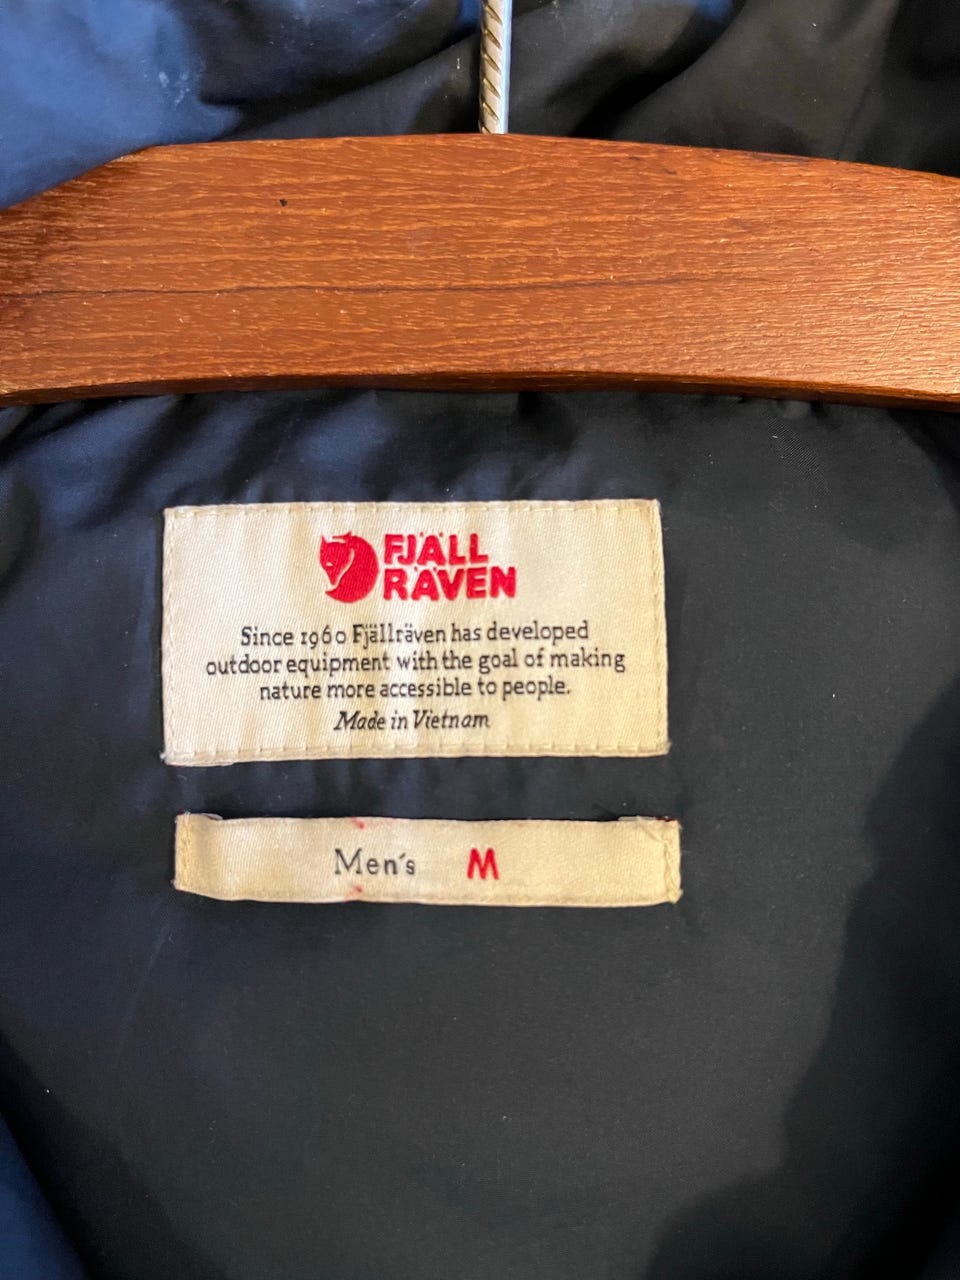 FJÄLL
RÄVEN
Since 1960 Fjällräven has developed
outdoor equipment with the goal of making
nature more accessible to people.
Made in Vietnam
Men's M